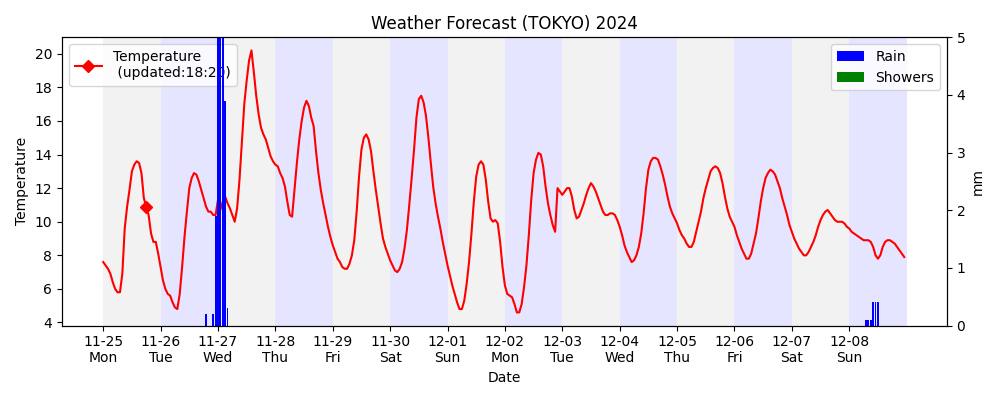 Weather Forecast (TOKYO) 2024
Temperature
(updated:18:20)
Rain
Showers
20
18
16
14
12
10
8
6
4
Temperature
5
4
3
2
1
0
mm
11-25 11-26 11-27 11-28 11-29 11-30 12-01 12-02 12-03 12-04 12-05 12-06 12-07 12-08
Mon Tue Wed Thu Fri Sat Sun Mon Tue Wed Thu Fri Sat Sun
Date